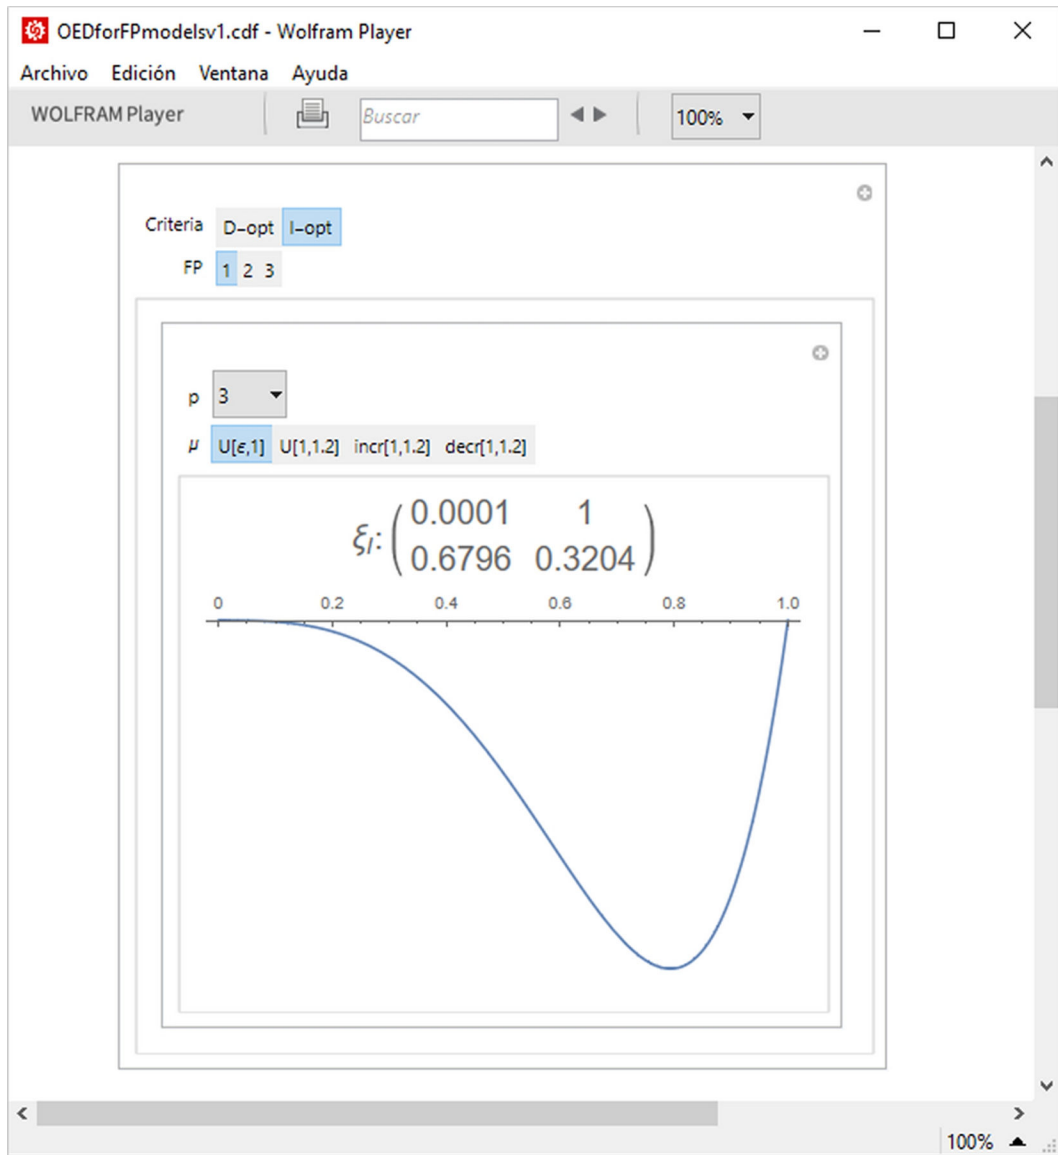 OEDforFPmodelsv1.cdf - Wolfram Player
Archivo Edición Ventana Ayuda
WOLFRAM Player Buscar 100%
Criteria D-opt I-opt
FP 1 2 3
p 3
μ U[ϵ,1] U[1,1.2] incr[1,1.2] decr[1,1.2]
ξI: ( 0.0001 1
0.6796 0.3204 )
0 0.2 0.4 0.6 0.8 1.0
100%